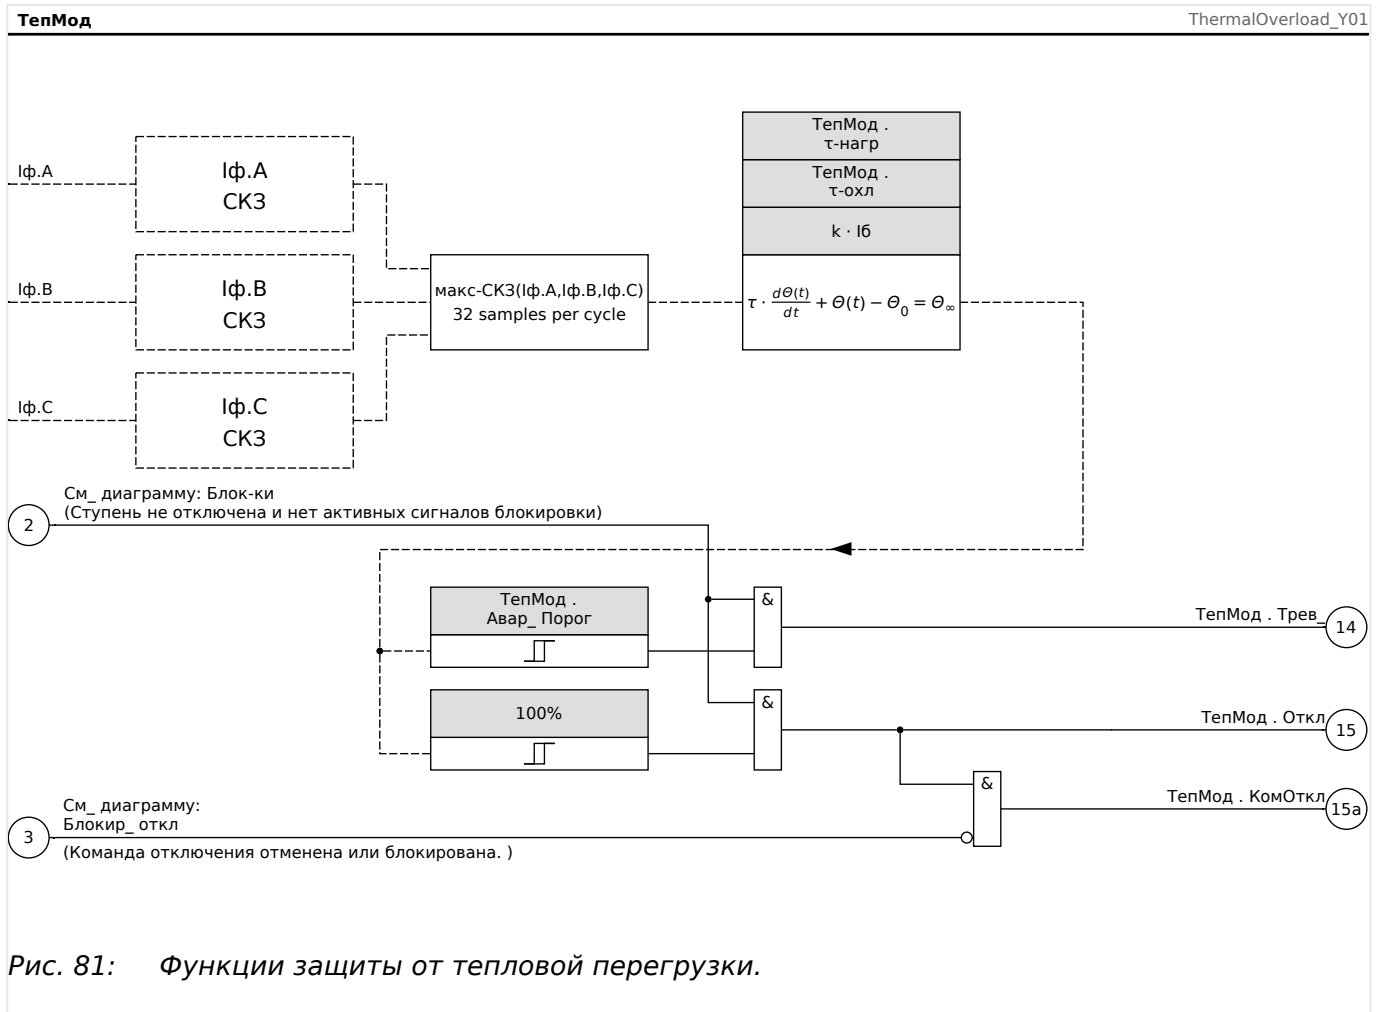 ТепМод
ThermalOverload_Y01
ТепМод .
τ-нагр
ТепМод .
τ-охл
k · Iб
Iф.A
Iф.A
СКЗ
Iф.B
Iф.B
СКЗ
макс-СКЗ(Iф.A,Iф.B,Iф.C)
32 samples per cycle
τ · dΘ(t)/dt + Θ(t) − Θ₀ = Θ∞
Iф.C
Iф.C
СКЗ
2
См_ диаграмму: Блок-ки
(Ступень не отключена и нет активных сигналов блокировки)
ТепМод .
Авар_ Порог
&
ТепМод . Трев_
14
100%
&
ТепМод . Откл
15
&
ТепМод . КомОткл
15a
3
См_ диаграмму:
Блокир_ откл
(Команда отключения отменена или блокирована. )
Рис. 81: Функции защиты от тепловой перегрузки.